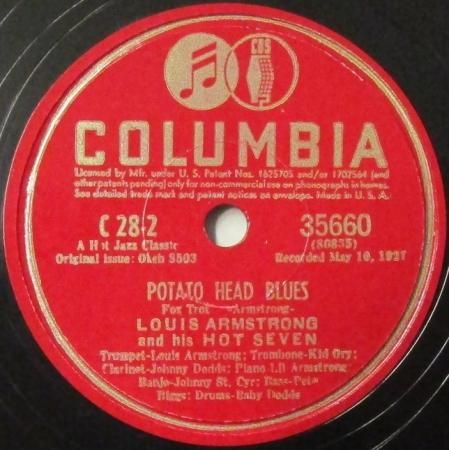 CBS
COLUMBIA
Licensed by Mfr. under U. S. Patent Nos. 1625705 and/or 1702564 (and
other patents pending) only for non-commercial use on phonographs in homes.
See detailed trade mark and patent notices on envelope. Made in U. S. A.
C 28-2 35660
A Hot Jazz Classic (80855)
Original Issue: Okeh 8503 Recorded May 10, 1927
POTATO HEAD BLUES
Fox Trot -Armstrong-
LOUIS ARMSTRONG
and his HOT SEVEN
Trumpet-Louis Armstrong; Trombone-Kid Ory;
Clarinet-Johnny Dodds; Piano Lil Armstrong
Banjo-Johnny St. Cyr; Bass-Pete
Biggs; Drums-Baby Dodds